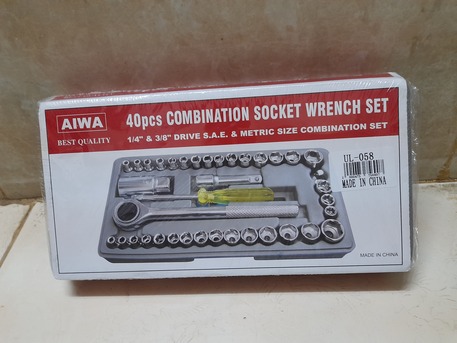 AIWA
BEST QUALITY
40pcs COMBINATION SOCKET WRENCH SET
1/4" & 3/8" DRIVE S.A.E. & METRIC SIZE COMBINATION SET
UL-058
MADE IN CHINA
MADE IN CHINA